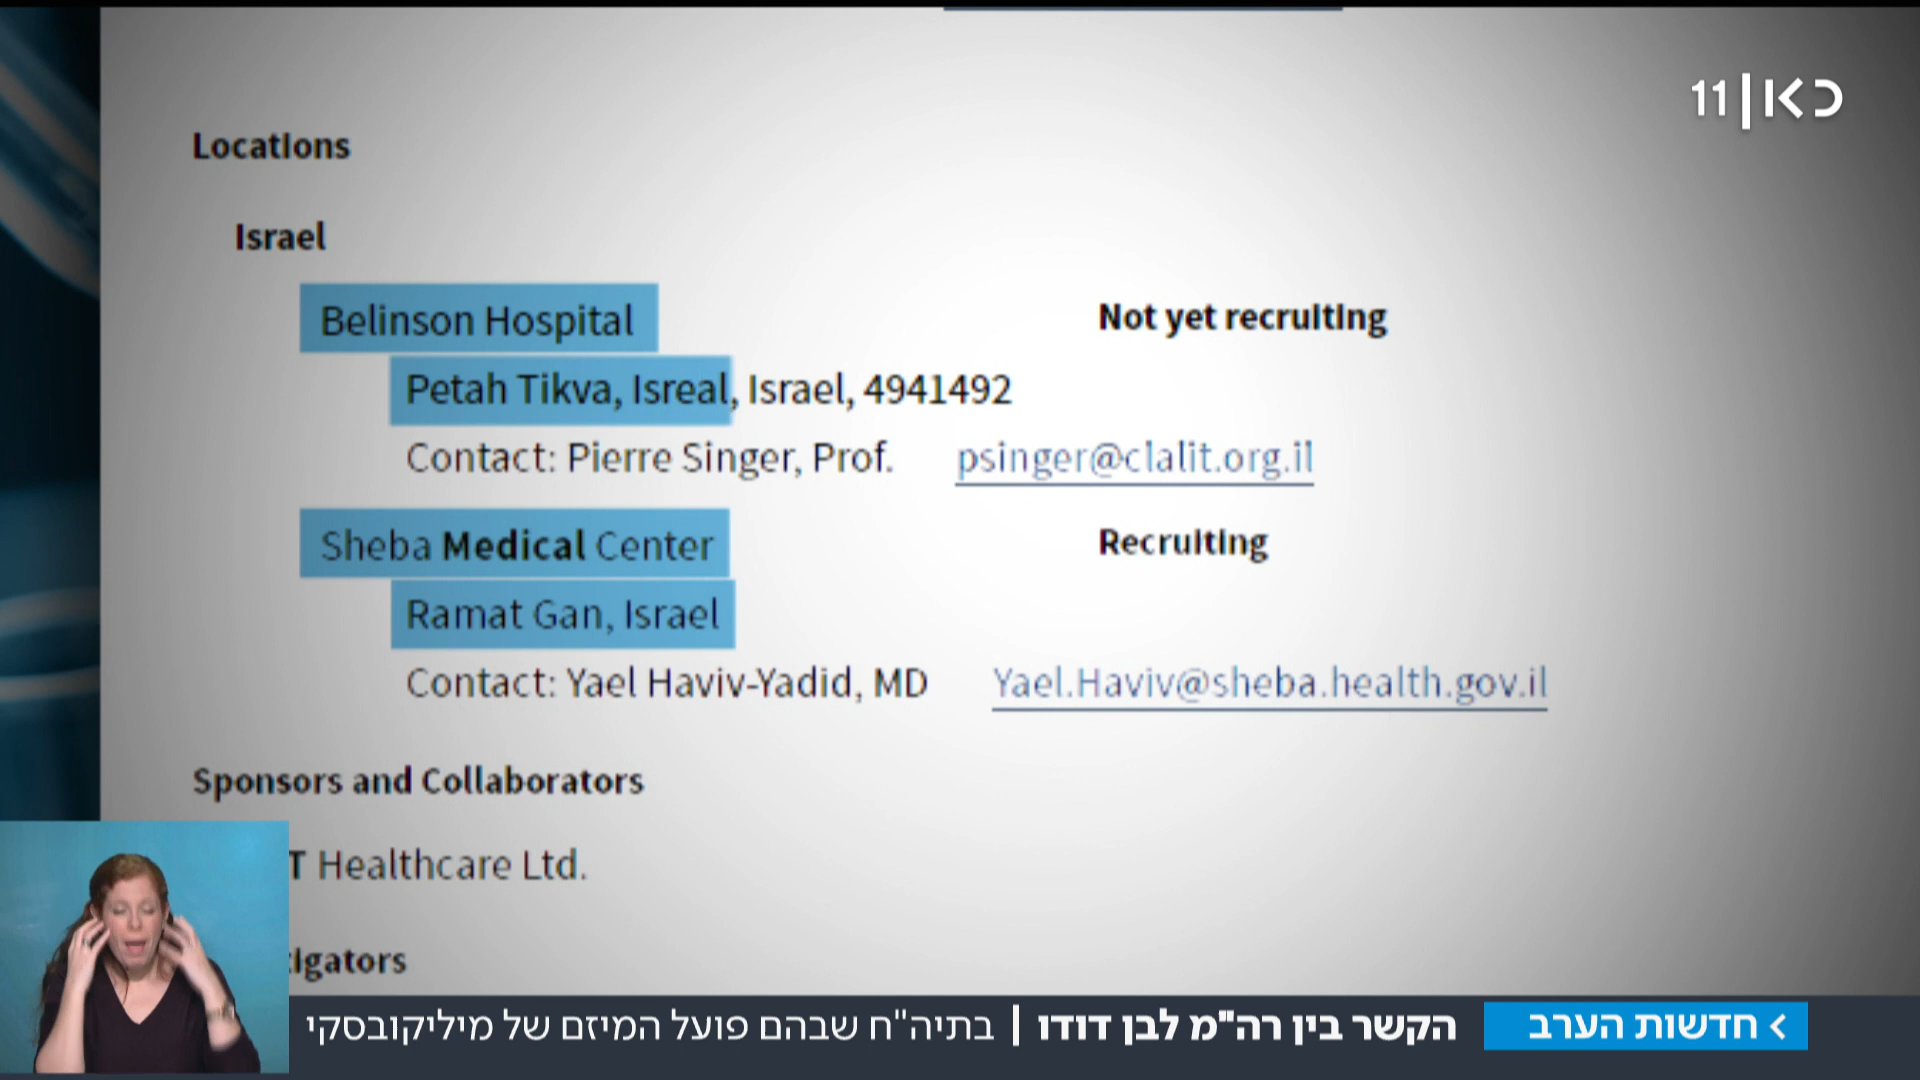 כאן 11
Locations
Israel
Belinson Hospital Not yet recruiting
Petah Tikva, Isreal, Israel, 4941492
Contact: Pierre Singer, Prof. psinger@clalit.org.il
Sheba Medical Center Recruiting
Ramat Gan, Israel
Contact: Yael Haviv-Yadid, MD Yael.Haviv@sheba.health.gov.il
Sponsors and Collaborators
T Healthcare Ltd.
tigators
חדשות הערב
הקשר בין רה"מ לבן דודו | בתיה"ח שבהם פועל המיזם של מיליקובסקי